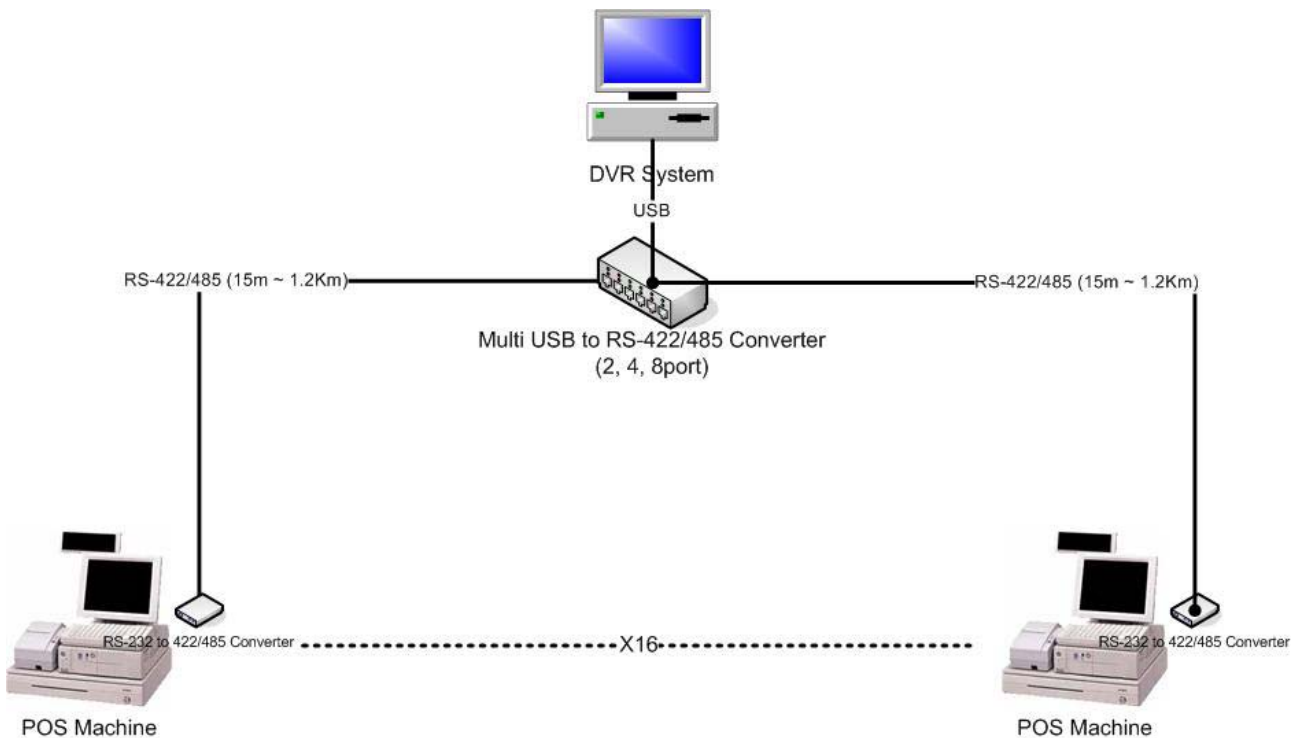 DVR System
USB
RS-422/485 (15m ~ 1.2Km)
RS-422/485 (15m ~ 1.2Km)
Multi USB to RS-422/485 Converter
(2, 4, 8port)
RS-232 to 422/485 Converter
X16
RS-232 to 422/485 Converter
POS Machine
POS Machine